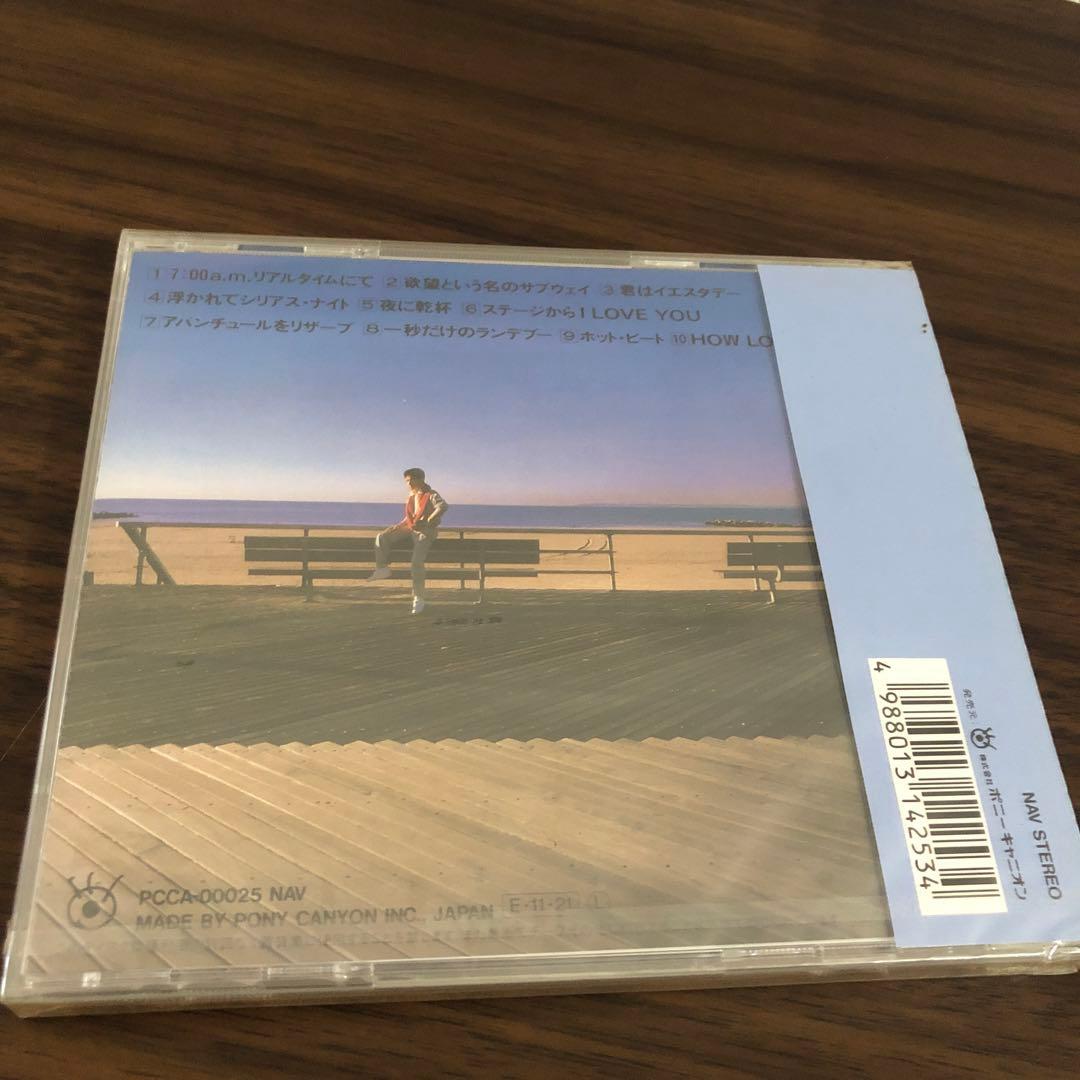 1 7:00a.m.リアルタイムにて 2 欲望という名のサブウェイ 3 君はイエスタデー
4 浮かれてシリアス・ナイト 5 夜に乾杯 6 ステージからI LOVE YOU
7 アバンチュールをリザーブ 8 一秒だけのランデブー 9 ホット・ビート 10 HOW LO
4 988013 142534
発売元:
株式会社 ポニーキャニオン
NAV STEREO
PCCA-00025 NAV
MADE BY PONY CANYON INC., JAPAN E-11-21 L